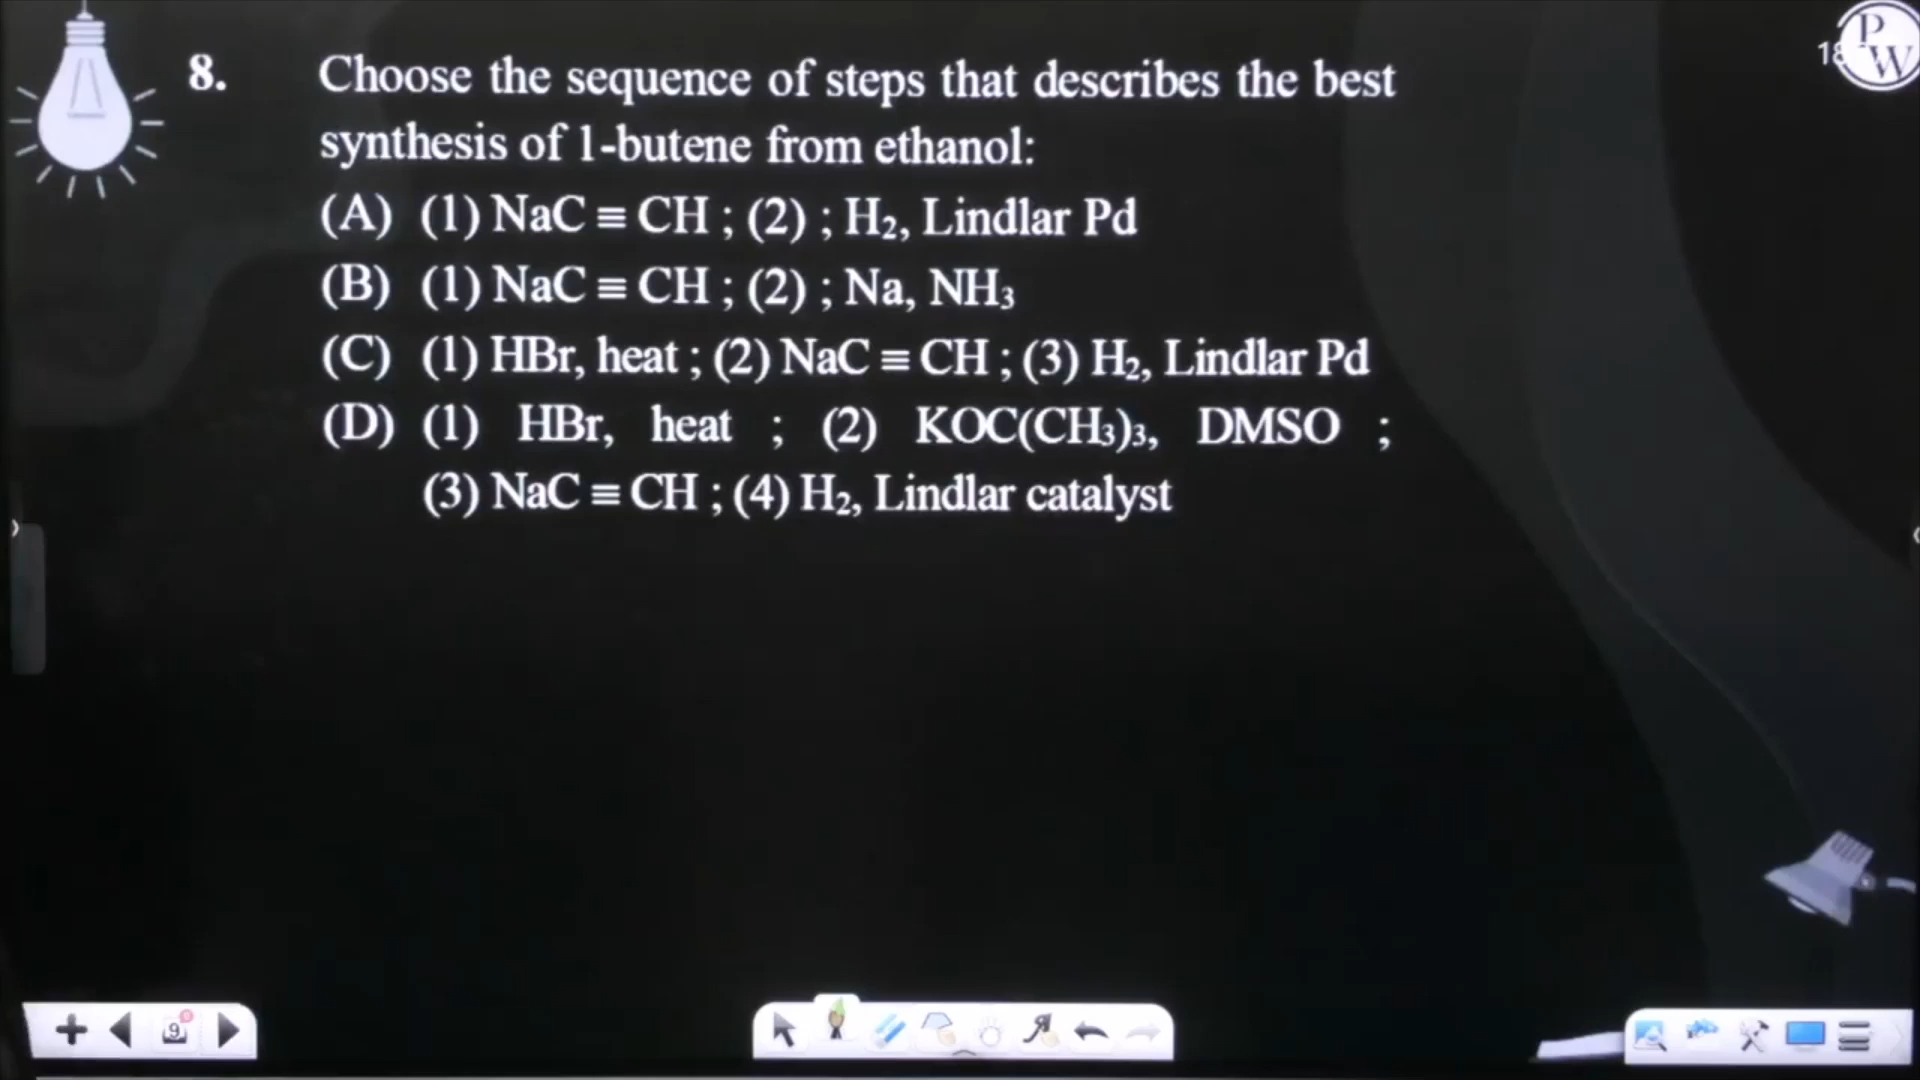 8. Choose the sequence of steps that describes the best
synthesis of 1-butene from ethanol:
(A) (1) NaC ≡ CH ; (2) ; H₂, Lindlar Pd
(B) (1) NaC ≡ CH ; (2) ; Na, NH₃
(C) (1) HBr, heat ; (2) NaC ≡ CH ; (3) H₂, Lindlar Pd
(D) (1) HBr, heat ; (2) KOC(CH₃)₃, DMSO ;
(3) NaC ≡ CH ; (4) H₂, Lindlar catalyst
PW
9